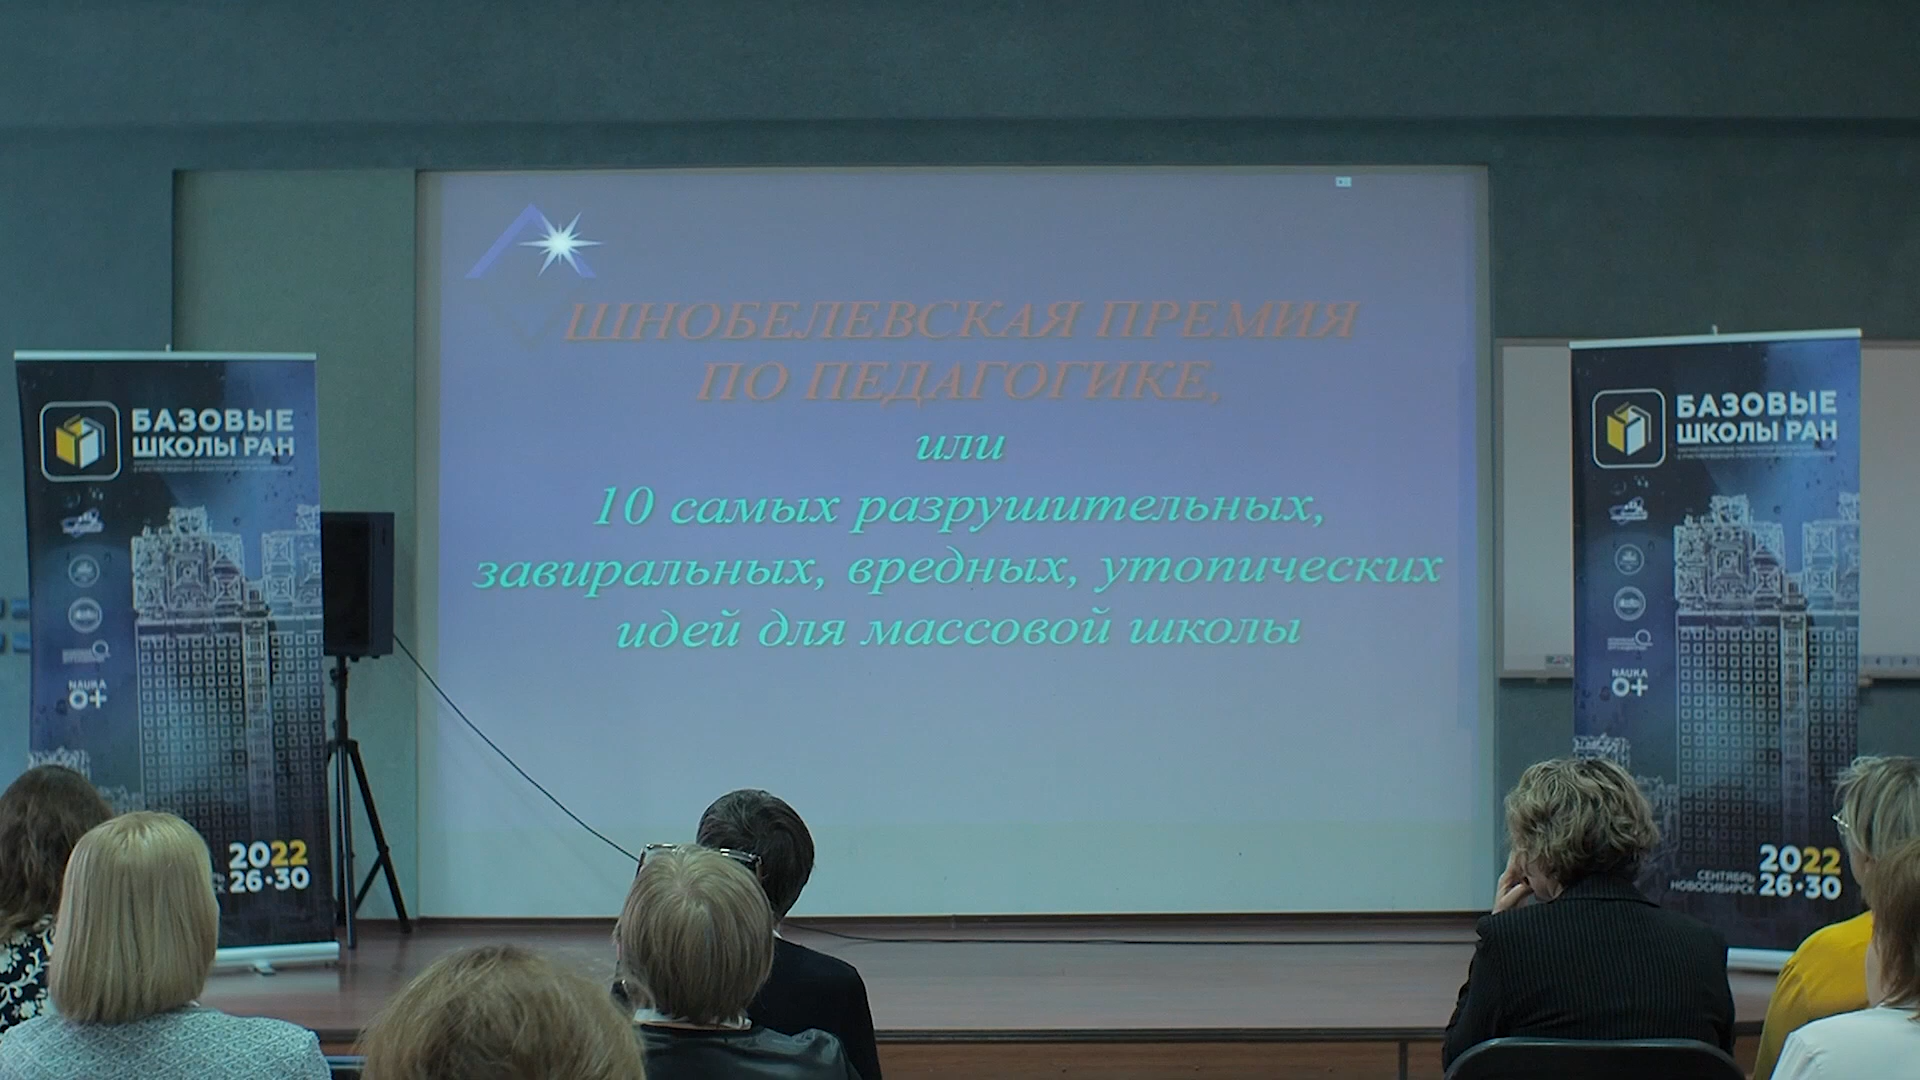 ШНОБЕЛЕВСКАЯ ПРЕМИЯ
ПО ПЕДАГОГИКЕ,
или
10 самых разрушительных,
завиральных, вредных, утопических
идей для массовой школы
БАЗОВЫЕ
ШКОЛЫ РАН
NAUKA
0+
2022
26•30
БАЗОВЫЕ
ШКОЛЫ РАН
NAUKA
0+
2022
СЕНТЯБРЬ
НОВОСИБИРСК 26•30